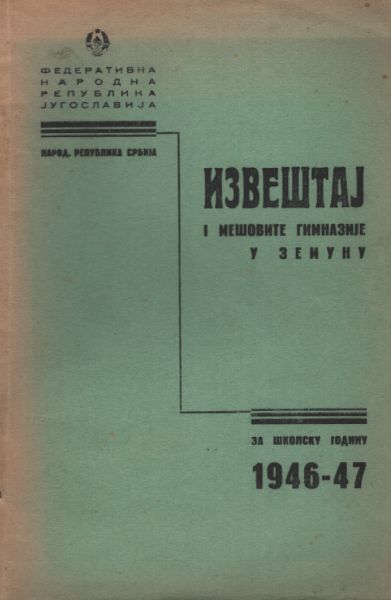 ФЕДЕРАТИВНА
НАРОДНА
РЕПУБЛИКА
ЈУГОСЛАВИЈА
НАРОД. РЕПУБЛИКА СРБИЈА
ИЗВЕШТАЈ
I МЕШОВИТЕ ГИМНАЗИЈЕ
У ЗЕМУНУ
ЗА ШКОЛСКУ ГОДИНУ
1946-47